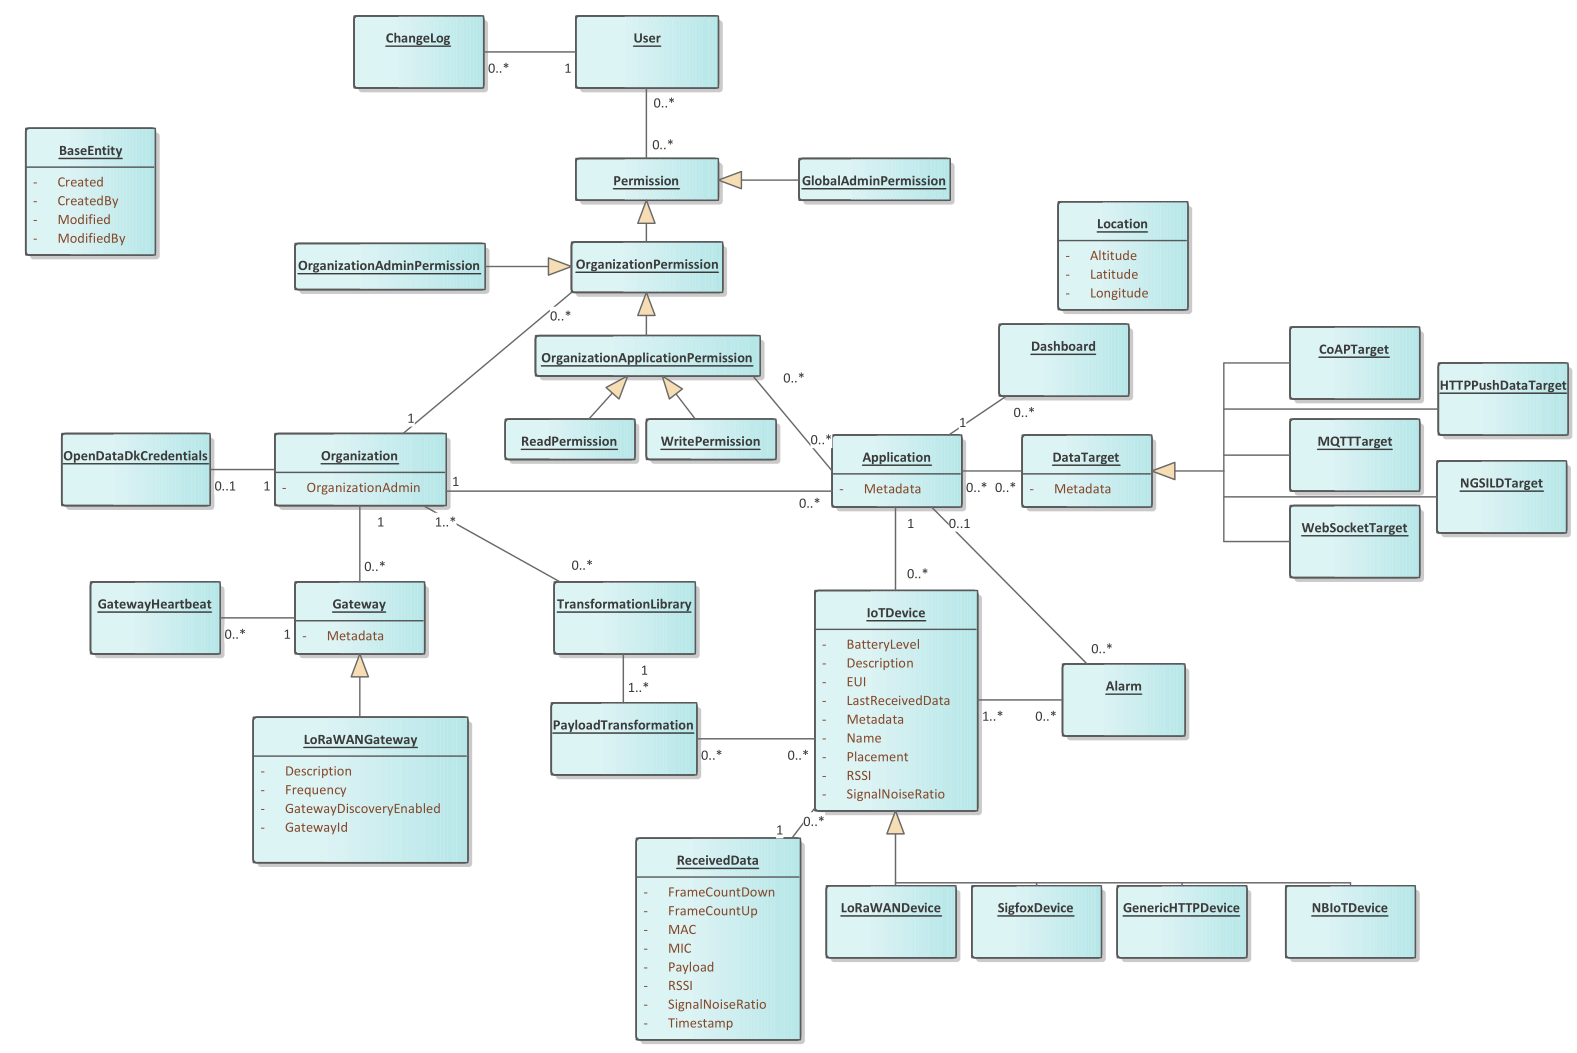 ChangeLog
User
0..*
1
0..*
0..*
BaseEntity
- Created
- CreatedBy
- Modified
- ModifiedBy
Permission
GlobalAdminPermission
Location
- Altitude
- Latitude
- Longitude
OrganizationAdminPermission
OrganizationPermission
0..*
OrganizationApplicationPermission
0..*
Dashboard
0..*
1
CoAPTarget
HTTPPushDataTarget
MQTTTarget
NGSILDTarget
WebSocketTarget
1
ReadPermission
WritePermission
0..*
OpenDataDkCredentials
0..1
1
Organization
- OrganizationAdmin
1
0..*
Application
- Metadata
0..*
0..*
DataTarget
- Metadata
1
1..*
1
0..1
0..*
0..*
0..*
GatewayHeartbeat
0..*
1
Gateway
- Metadata
TransformationLibrary
1
1..*
IoTDevice
- BatteryLevel
- Description
- EUI
- LastReceivedData
- Metadata
- Name
- Placement
- RSSI
- SignalNoiseRatio
0..*
Alarm
1..*
0..*
PayloadTransformation
0..*
0..*
LoRaWANGateway
- Description
- Frequency
- GatewayDiscoveryEnabled
- GatewayId
0..*
1
ReceivedData
- FrameCountDown
- FrameCountUp
- MAC
- MIC
- Payload
- RSSI
- SignalNoiseRatio
- Timestamp
LoRaWANDevice
SigfoxDevice
GenericHTTPDevice
NBIoTDevice